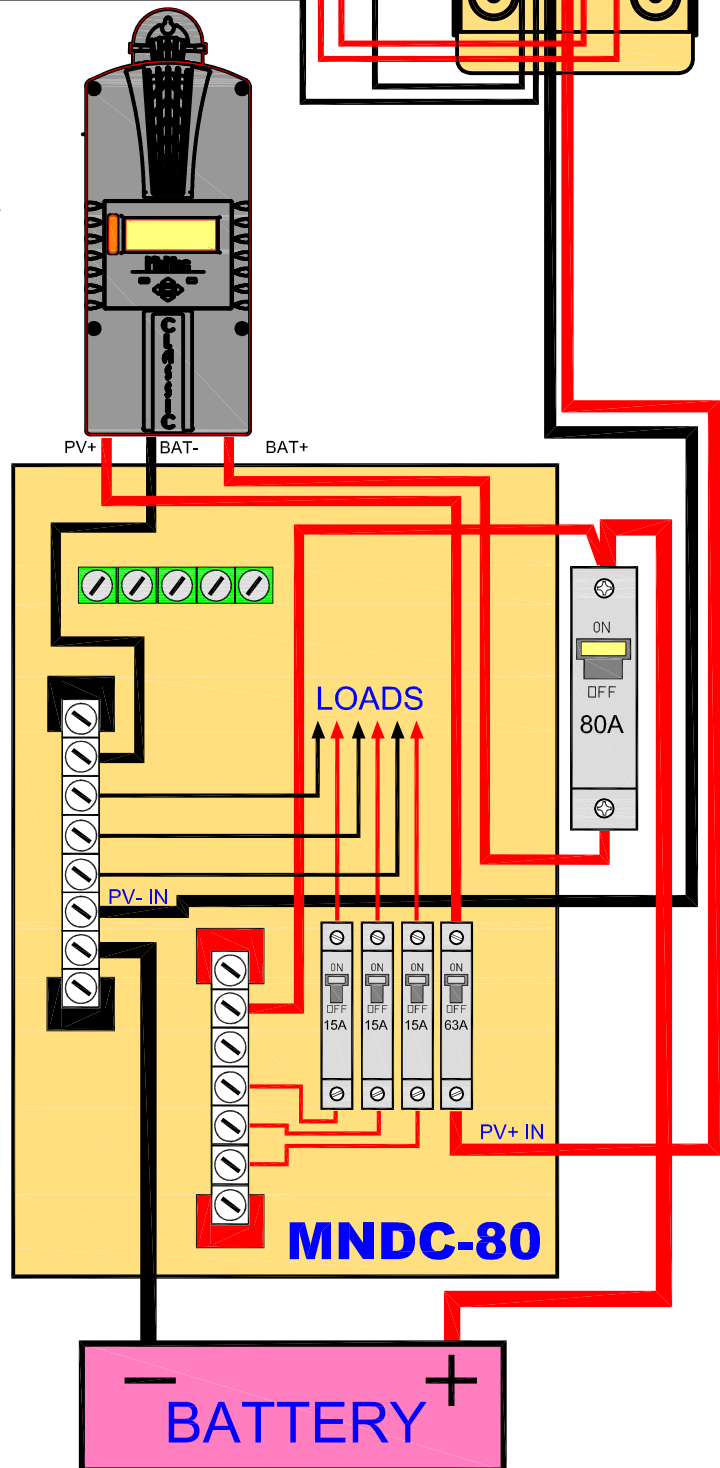 CLASSIC
PV+ BAT- BAT+
ON
OFF
80A
LOADS
PV- IN
ON ON ON ON
OFF OFF OFF OFF
15A 15A 15A 63A
PV+ IN
MNDC-80
− +
BATTERY